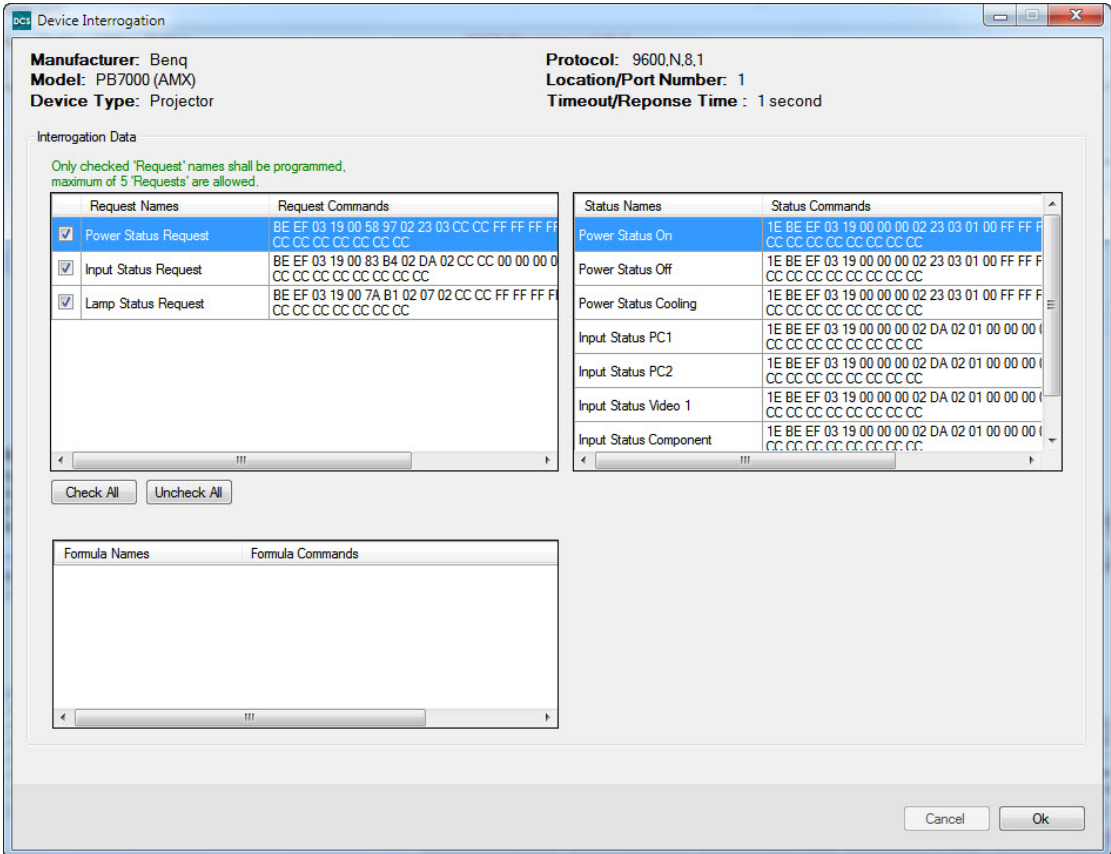 DCS Device Interrogation
Manufacturer: Benq
Model: PB7000 (AMX)
Device Type: Projector
Protocol: 9600,N,8,1
Location/Port Number: 1
Timeout/Reponse Time : 1 second
Interrogation Data
Only checked 'Request' names shall be programmed,
maximum of 5 'Requests' are allowed.
Request Names Request Commands
Power Status Request BE EF 03 19 00 58 97 02 23 03 CC CC FF FF FF FF
CC CC CC CC CC CC CC
Input Status Request BE EF 03 19 00 83 B4 02 DA 02 CC CC 00 00 00 0
CC CC CC CC CC CC CC CC
Lamp Status Request BE EF 03 19 00 7A B1 02 07 02 CC CC FF FF FF F
CC CC CC CC CC CC CC
Status Names Status Commands
Power Status On 1E BE EF 03 19 00 00 00 02 23 03 01 00 FF FF F
CC CC CC CC CC CC CC CC
Power Status Off 1E BE EF 03 19 00 00 00 02 23 03 01 00 FF FF F
CC CC CC CC CC CC CC CC
Power Status Cooling 1E BE EF 03 19 00 00 00 02 23 03 01 00 FF FF F
CC CC CC CC CC CC CC CC
Input Status PC1 1E BE EF 03 19 00 00 00 02 DA 02 01 00 00 00
CC CC CC CC CC CC CC CC
Input Status PC2 1E BE EF 03 19 00 00 00 02 DA 02 01 00 00 00
CC CC CC CC CC CC CC CC
Input Status Video 1 1E BE EF 03 19 00 00 00 02 DA 02 01 00 00 00
CC CC CC CC CC CC CC CC
Input Status Component 1E BE EF 03 19 00 00 00 02 DA 02 01 00 00 00
CC CC CC CC CC CC CC CC
Check All Uncheck All
Formula Names Formula Commands
Cancel Ok